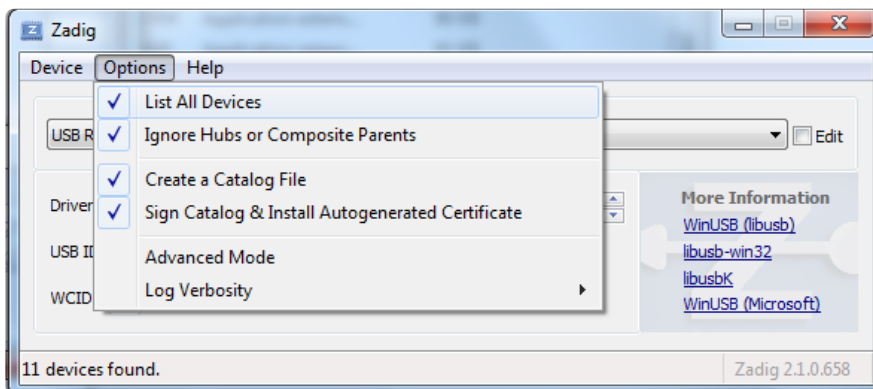 Zadig
Device Options Help
List All Devices
Ignore Hubs or Composite Parents
Create a Catalog File
Sign Catalog & Install Autogenerated Certificate
Advanced Mode
Log Verbosity
USB R
Edit
Driver
USB ID
WCID
More Information
WinUSB (libusb)
libusb-win32
libusbK
WinUSB (Microsoft)
11 devices found.
Zadig 2.1.0.658